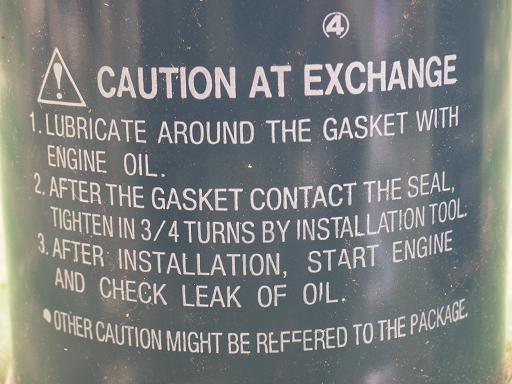 ④
⚠ CAUTION AT EXCHANGE
1. LUBRICATE AROUND THE GASKET WITH
ENGINE OIL.
2. AFTER THE GASKET CONTACT THE SEAL,
TIGHTEN IN 3/4 TURNS BY INSTALLATION TOOL.
3. AFTER INSTALLATION, START ENGINE
AND CHECK LEAK OF OIL.
● OTHER CAUTION MIGHT BE REFFERED TO THE PACKAGE.